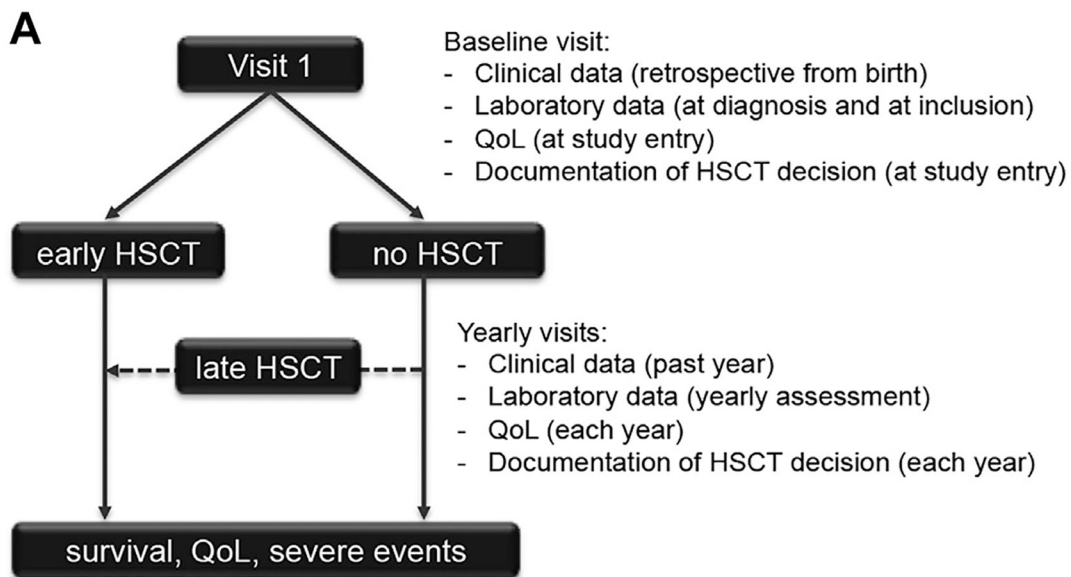 A
Visit 1
Baseline visit:
- Clinical data (retrospective from birth)
- Laboratory data (at diagnosis and at inclusion)
- QoL (at study entry)
- Documentation of HSCT decision (at study entry)
early HSCT
no HSCT
late HSCT
Yearly visits:
- Clinical data (past year)
- Laboratory data (yearly assessment)
- QoL (each year)
- Documentation of HSCT decision (each year)
survival, QoL, severe events